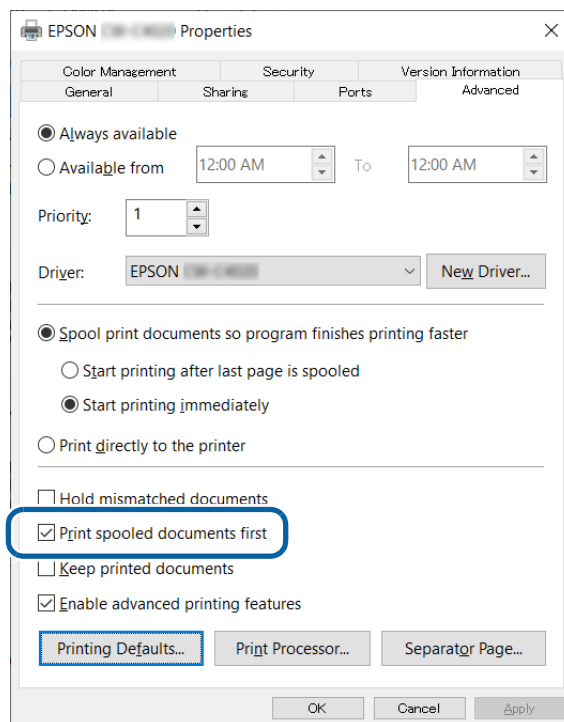 EPSON Properties
Color Management Security Version Information
General Sharing Ports Advanced
Always available
Available from 12:00 AM To 12:00 AM
Priority: 1
Driver: EPSON New Driver...
Spool print documents so program finishes printing faster
Start printing after last page is spooled
Start printing immediately
Print directly to the printer
Hold mismatched documents
Print spooled documents first
Keep printed documents
Enable advanced printing features
Printing Defaults... Print Processor... Separator Page...
OK Cancel Apply